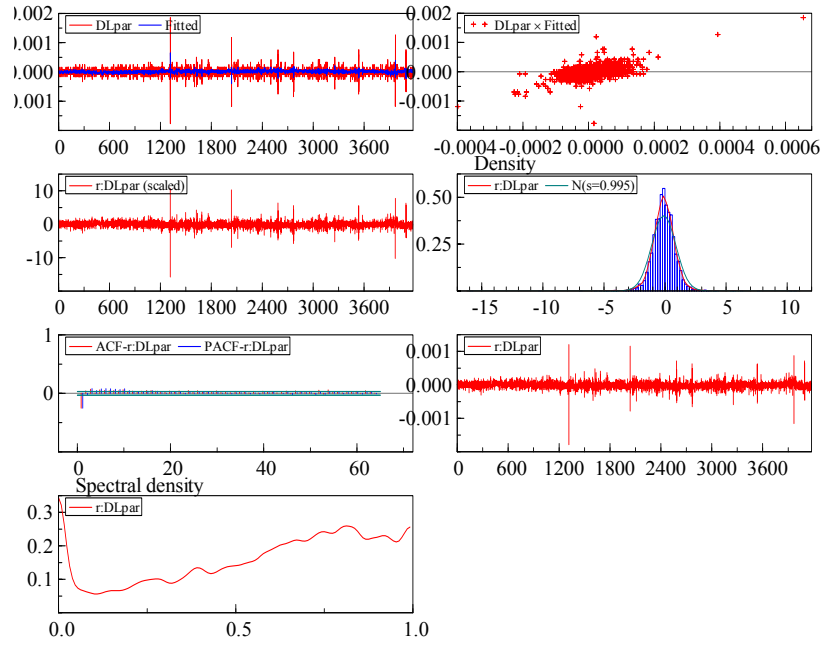 DLpar Fitted
0.002
0.001
0.000
0.001
0 600 1200 1800 2400 3000 3600
DLpar × Fitted
0.002
0.001
0.000
-0.001
-0.0004 -0.0002 0.0000 0.0002 0.0004 0.0006
r:DLpar (scaled)
10
0
-10
0 600 1200 1800 2400 3000 3600
Density
r:DLpar N(s=0.995)
0.50
0.25
-15 -10 -5 0 5 10
ACF-r:DLpar PACF-r:DLpar
1
0
0 20 40 60
r:DLpar
0.001
0.000
-0.001
0 600 1200 1800 2400 3000 3600
Spectral density
r:DLpar
0.3
0.2
0.1
0.0 0.5 1.0